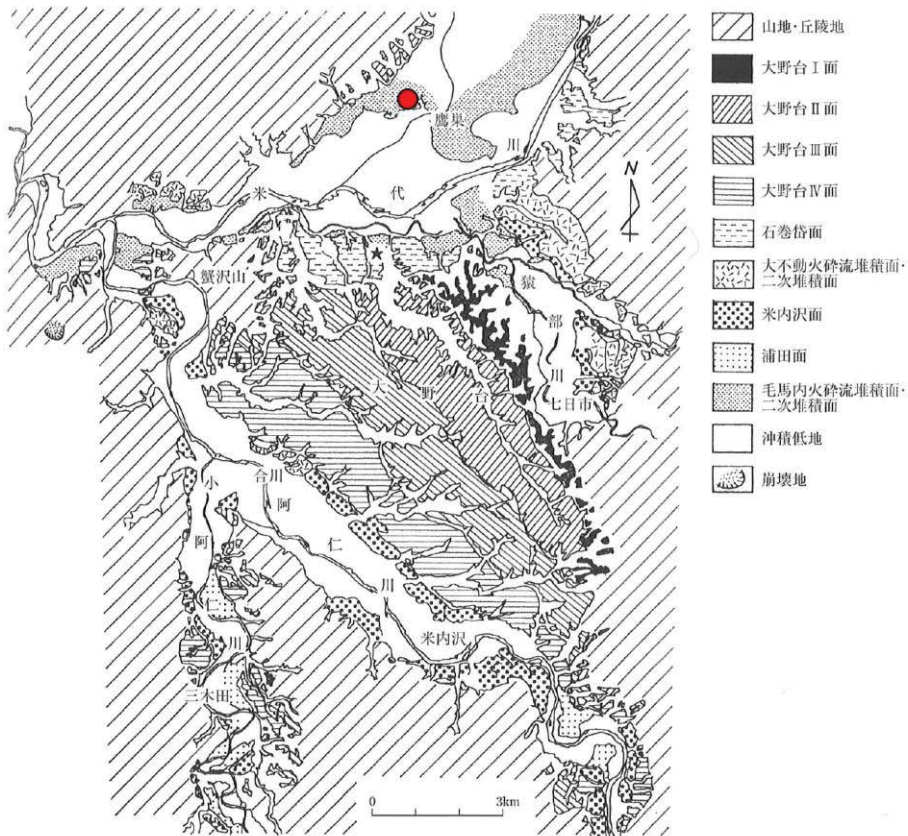 山地・丘陵地
大野台Ⅰ面
大野台Ⅱ面
大野台Ⅲ面
大野台Ⅳ面
石巻岱面
大不動火砕流堆積面・
二次堆積面
米内沢面
浦田面
毛馬内火砕流堆積面・
二次堆積面
沖積低地
崩壊地
鷹巣
米代川
N
蟹沢山
猿部川
七日市
大野台
合川
小阿仁川
阿仁川
米内沢
三木田
0 3km